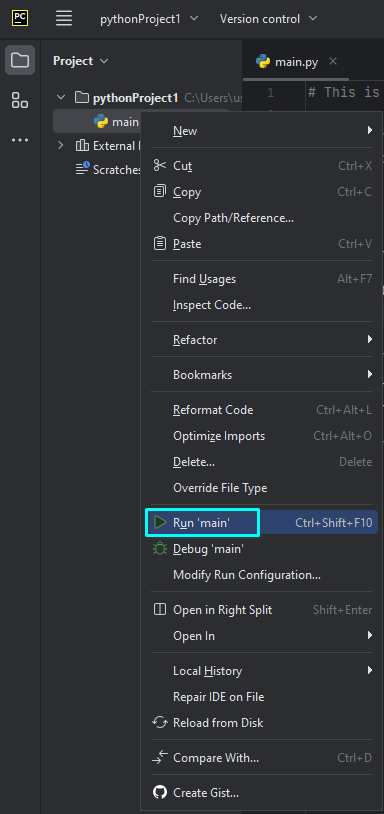 PC
pythonProject1
Version control
Project
main.py
pythonProject1 C:\Users\us
1 # This is
main
External
Scratches
New
Cut Ctrl+X
Copy Ctrl+C
Copy Path/Reference...
Paste Ctrl+V
Find Usages Alt+F7
Inspect Code...
Refactor
Bookmarks
Reformat Code Ctrl+Alt+L
Optimize Imports Ctrl+Alt+O
Delete... Delete
Override File Type
Run 'main' Ctrl+Shift+F10
Debug 'main'
Modify Run Configuration...
Open in Right Split Shift+Enter
Open In
Local History
Repair IDE on File
Reload from Disk
Compare With... Ctrl+D
Create Gist...